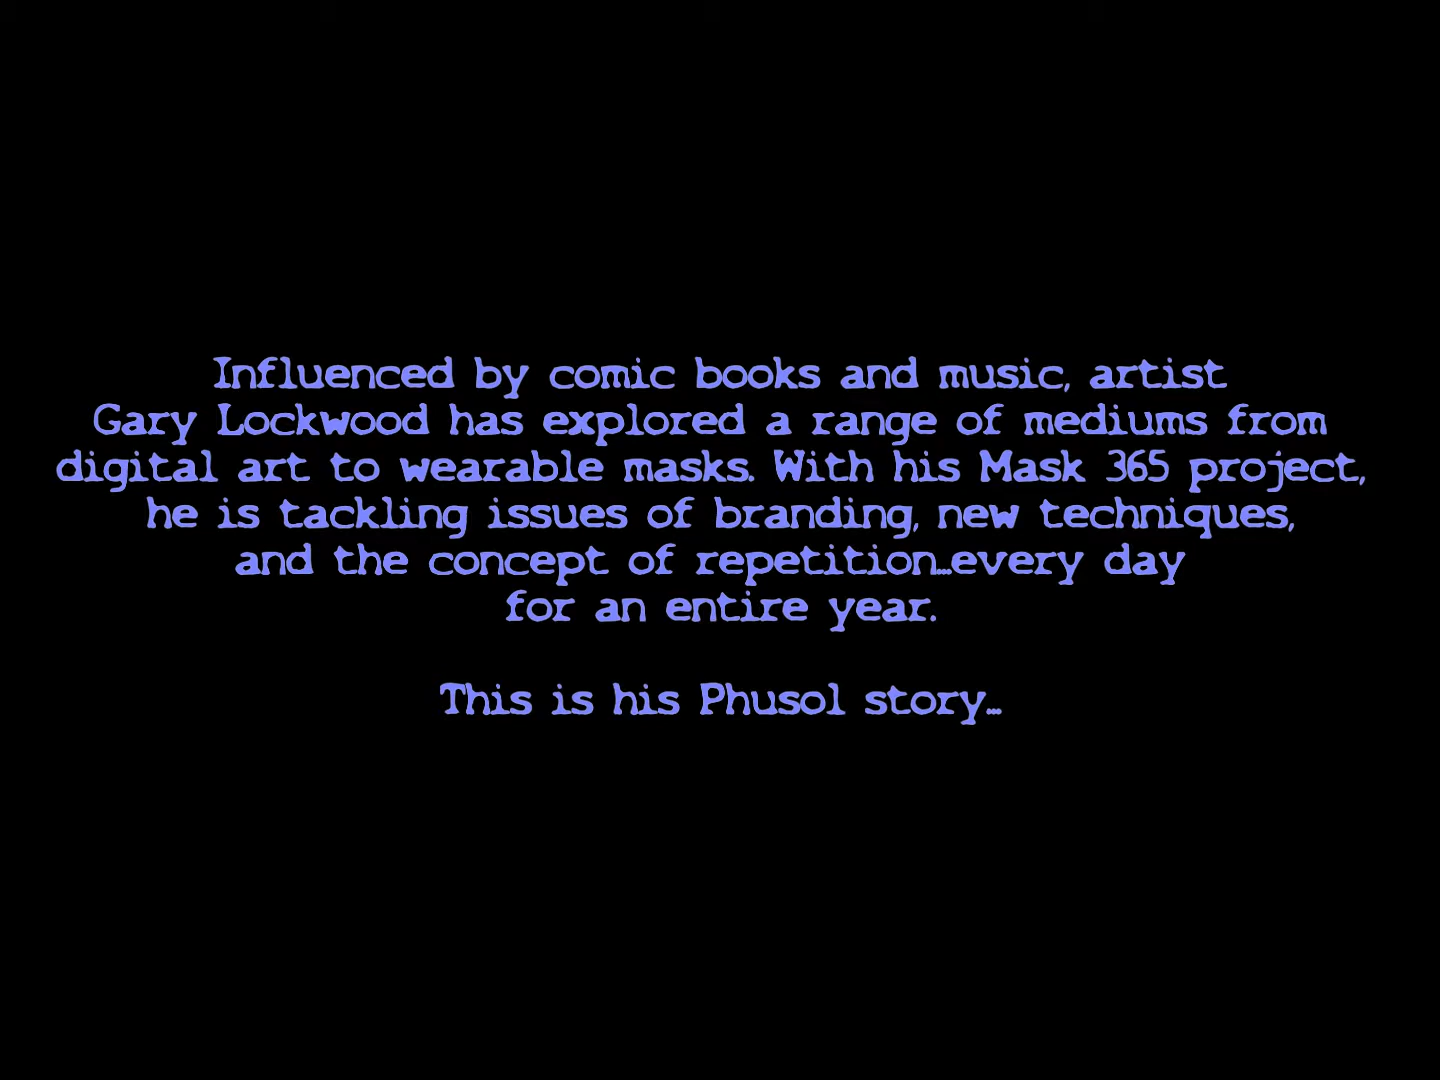 Influenced by comic books and music, artist
Gary Lockwood has explored a range of mediums from
digital art to wearable masks. With his Mask 365 project,
he is tackling issues of branding, new techniques,
and the concept of repetition...every day
for an entire year.
This is his Phusol story...